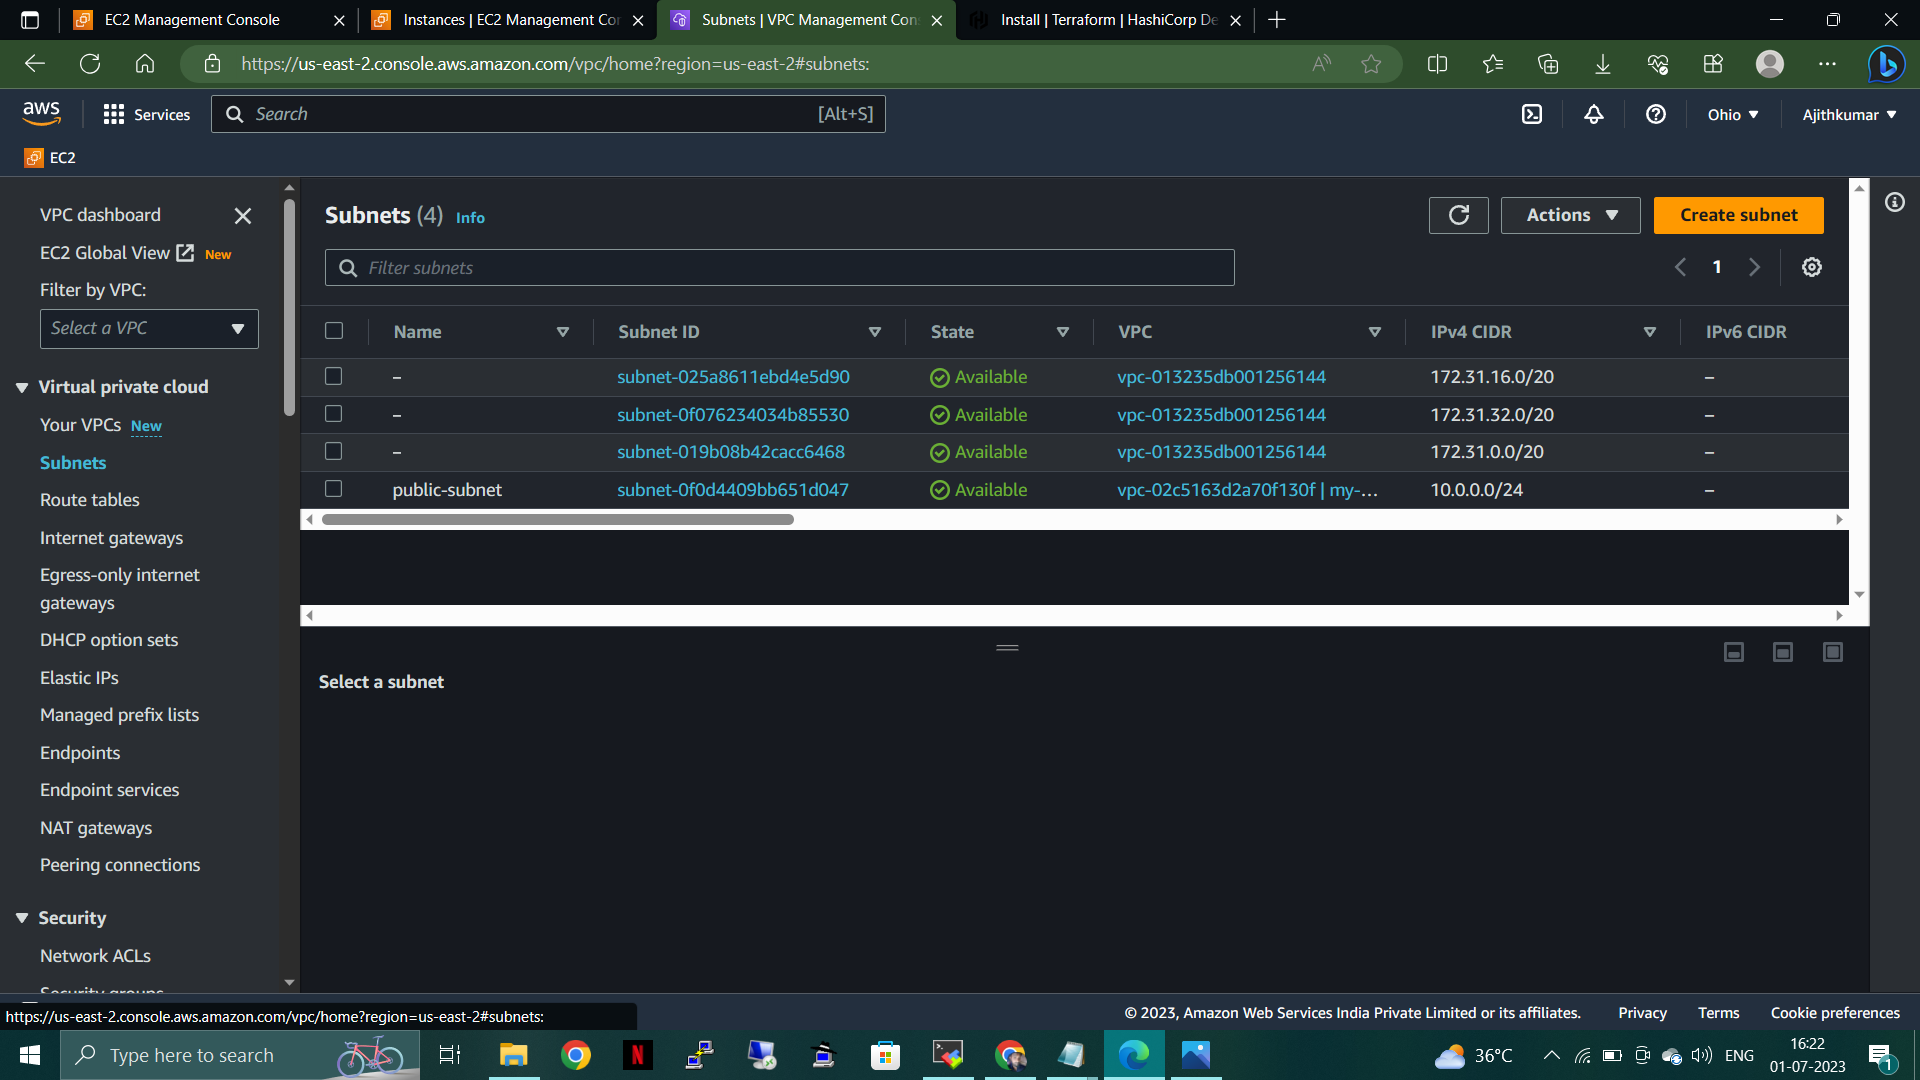 EC2 Management Console
Instances | EC2 Management Cor
Subnets | VPC Management Con
Install | Terraform | HashiCorp De
https://us-east-2.console.aws.amazon.com/vpc/home?region=us-east-2#subnets:
aws
Services
Search
[Alt+S]
Ohio
Ajithkumar
EC2
VPC dashboard
EC2 Global View New
Filter by VPC:
Select a VPC
Virtual private cloud
Your VPCs New
Subnets
Route tables
Internet gateways
Egress-only internet
gateways
DHCP option sets
Elastic IPs
Managed prefix lists
Endpoints
Endpoint services
NAT gateways
Peering connections
Security
Network ACLs
Security groups
Subnets (4) Info
Actions
Create subnet
Filter subnets
1
Name Subnet ID State VPC IPv4 CIDR IPv6 CIDR
– subnet-025a8611ebd4e5d90 Available vpc-013235db001256144 172.31.16.0/20 –
– subnet-0f076234034b85530 Available vpc-013235db001256144 172.31.32.0/20 –
– subnet-019b08b42cacc6468 Available vpc-013235db001256144 172.31.0.0/20 –
public-subnet subnet-0f0d4409bb651d047 Available vpc-02c5163d2a70f130f | my-... 10.0.0.0/24 –
Select a subnet
https://us-east-2.console.aws.amazon.com/vpc/home?region=us-east-2#subnets:
© 2023, Amazon Web Services India Private Limited or its affiliates.
Privacy
Terms
Cookie preferences
Type here to search
36°C
ENG
16:22
01-07-2023
1